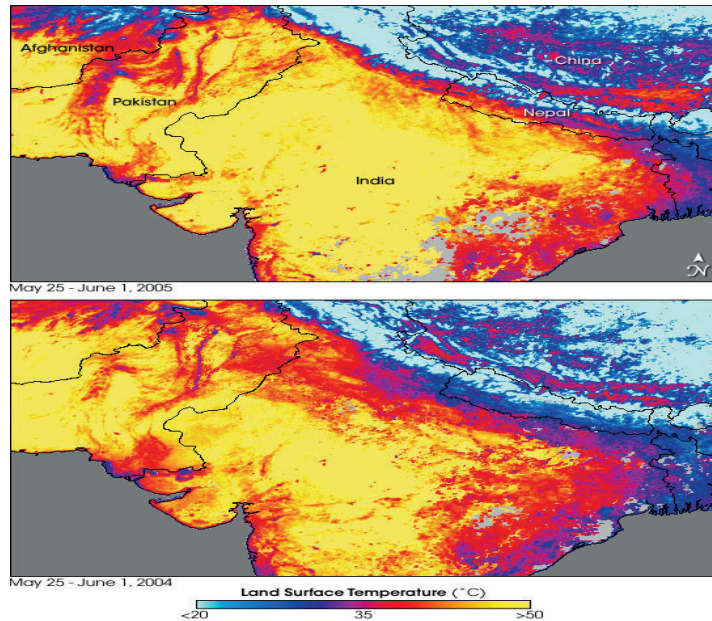 Afghanistan
China
Pakistan
Nepal
India
N
May 25 - June 1, 2005
May 25 - June 1, 2004
Land Surface Temperature (˚C)
<20 35 >50